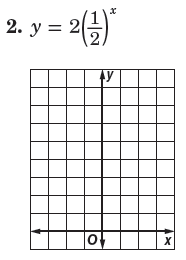 2. y = 2(1/2)^x
y
O
x